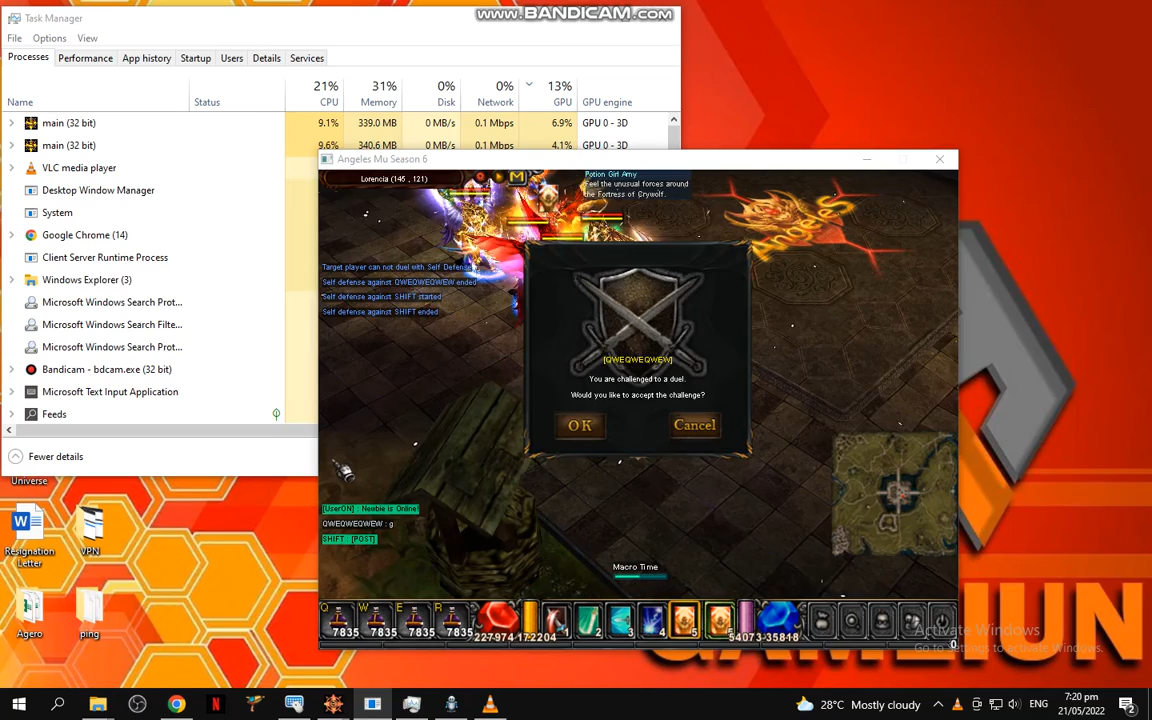 Task Manager
WWW.BANDICAM.COM
File Options View
Processes Performance App history Startup Users Details Services
21% 31% 0% 0% 13%
Name Status CPU Memory Disk Network GPU GPU engine
main (32 bit) 9.1% 339.0 MB 0 MB/s 0.1 Mbps 6.9% GPU 0 - 3D
main (32 bit) 9.6% 340.6 MB 0 MB/s 0.1 Mbps 4.1% GPU 0 - 3D
VLC media player
Desktop Window Manager
System
Google Chrome (14)
Client Server Runtime Process
Windows Explorer (3)
Microsoft Windows Search Prot...
Microsoft Windows Search Filte...
Microsoft Windows Search Prot...
Bandicam - bdcam.exe (32 bit)
Microsoft Text Input Application
Feeds
Fewer details
Angeles Mu Season 6
Lorencia (145 , 121)
M
Potion Girl Amy
Feel the unusual forces around
the Fortress of Crywolf.
Angeles
Target player can not duel with Self Defense
Self defense against QWEQWEQWEW ended
Self defense against SHIFT started
Self defense against SHIFT ended
[QWEQWEQWEW]
You are challenged to a duel.
Would you like to accept the challenge?
OK Cancel
[UserON] : Newbie is Online!
QWEQWEQWEW : g
SHIFT : [POST]
Macro Time
Q W E R
7835 7835 7835 7835 227974 172204 1 2 3 4 5 54073 35818
0
Universe
Resignation
Letter
VPN
Agero
ping
Activate Windows
Go to Settings to activate Windows.
28°C Mostly cloudy
ENG
7:20 pm
21/05/2022
2